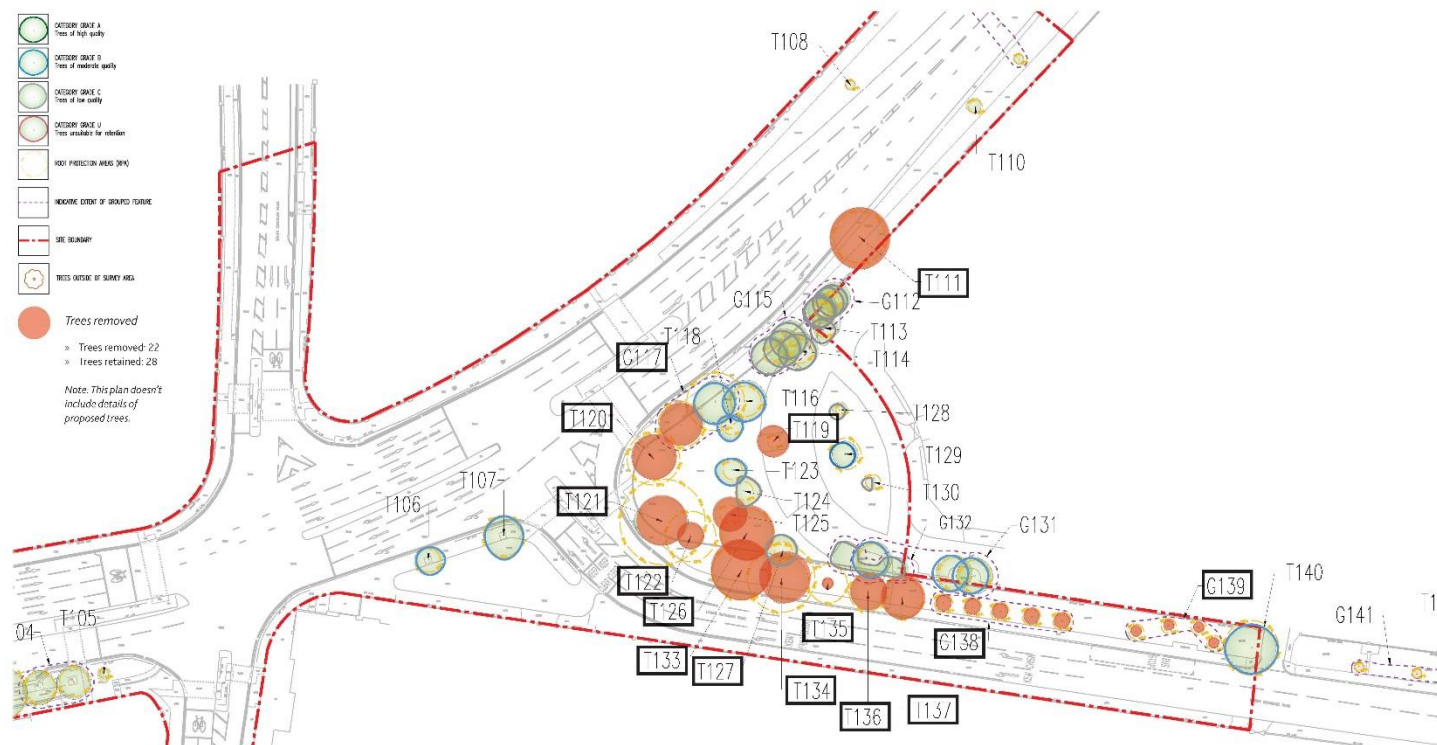 CATEGORY GRADE A
Trees of high quality
CATEGORY GRADE B
Trees of moderate quality
CATEGORY GRADE C
Trees of low quality
CATEGORY GRADE U
Trees unsuitable for retention
ROOT PROTECTION AREAS (RPA)
INDICATIVE EXTENT OF GROUPED FEATURE
SITE BOUNDARY
TREES OUTSIDE OF SURVEY AREA
Trees removed
» Trees removed: 22
» Trees retained: 28
Note: This plan doesn't
include details of
proposed trees.
T108
T110
T111
G112
G115
T113
T118
T114
G117
T116
T120
T119
T128
T129
T123
T107
T130
T106
T124
T121
T125
G132
G131
T122
T126
T135
G139
T140
T105
04
G138
G141
T1
T133
T127
T134
T137
T136